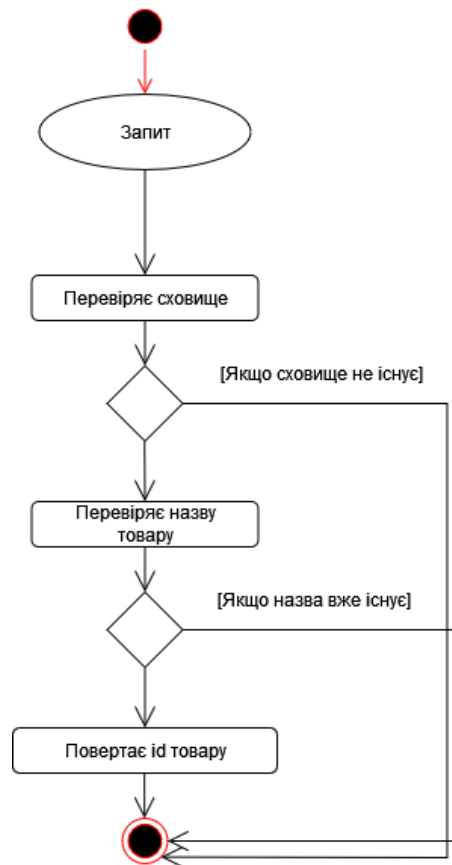 Запит
Перевіряє сховище
[Якщо сховище не існує]
Перевіряє назву
товару
[Якщо назва вже існує]
Повертає id товару